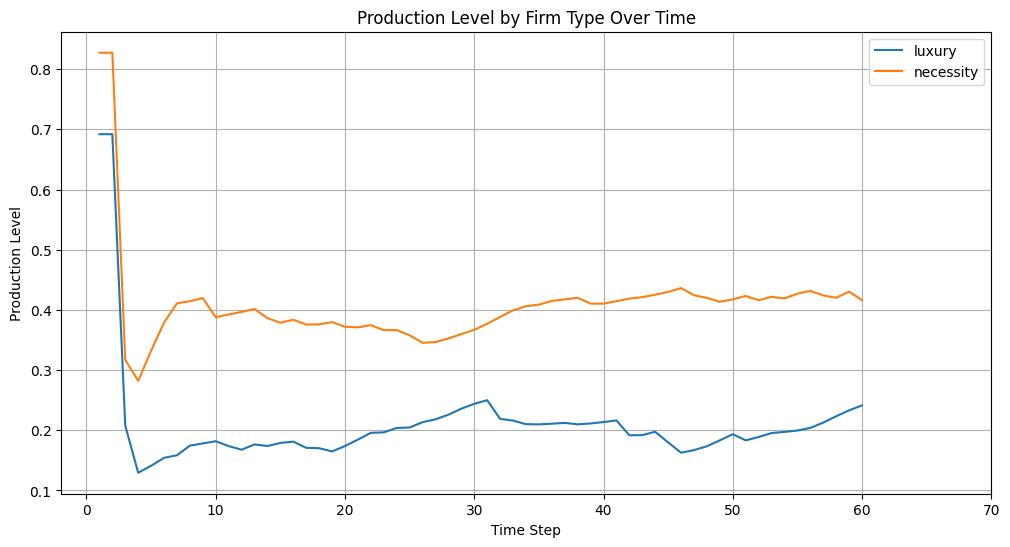 Production Level by Firm Type Over Time
luxury
necessity
Production Level
0.8
0.7
0.6
0.5
0.4
0.3
0.2
0.1
0 10 20 30 40 50 60 70
Time Step